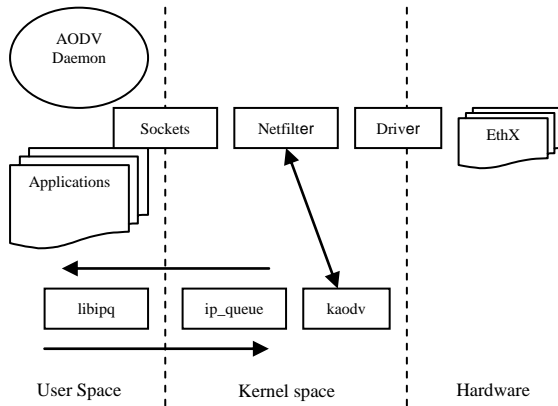 AODV
Daemon
Sockets
Netfilter
Driver
EthX
Applications
libipq
ip_queue
kaodv
User Space
Kernel space
Hardware